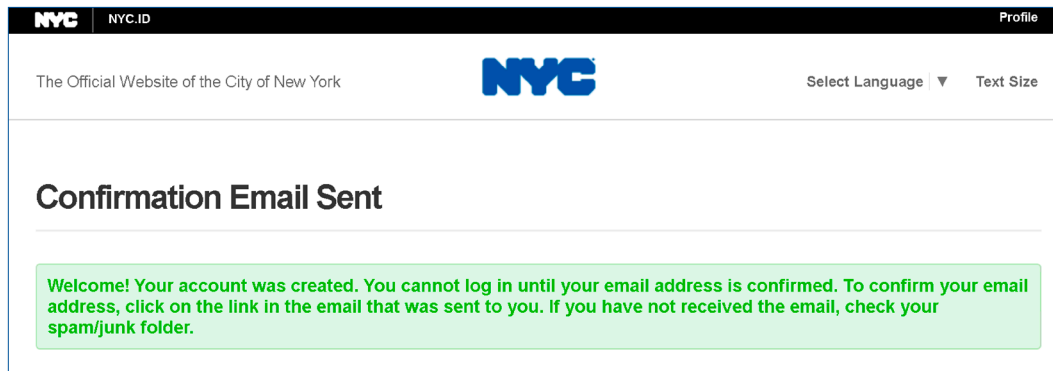 NYC NYC.ID Profile
The Official Website of the City of New York NYC Select Language ▼ Text Size
Confirmation Email Sent
Welcome! Your account was created. You cannot log in until your email address is confirmed. To confirm your email
address, click on the link in the email that was sent to you. If you have not received the email, check your
spam/junk folder.